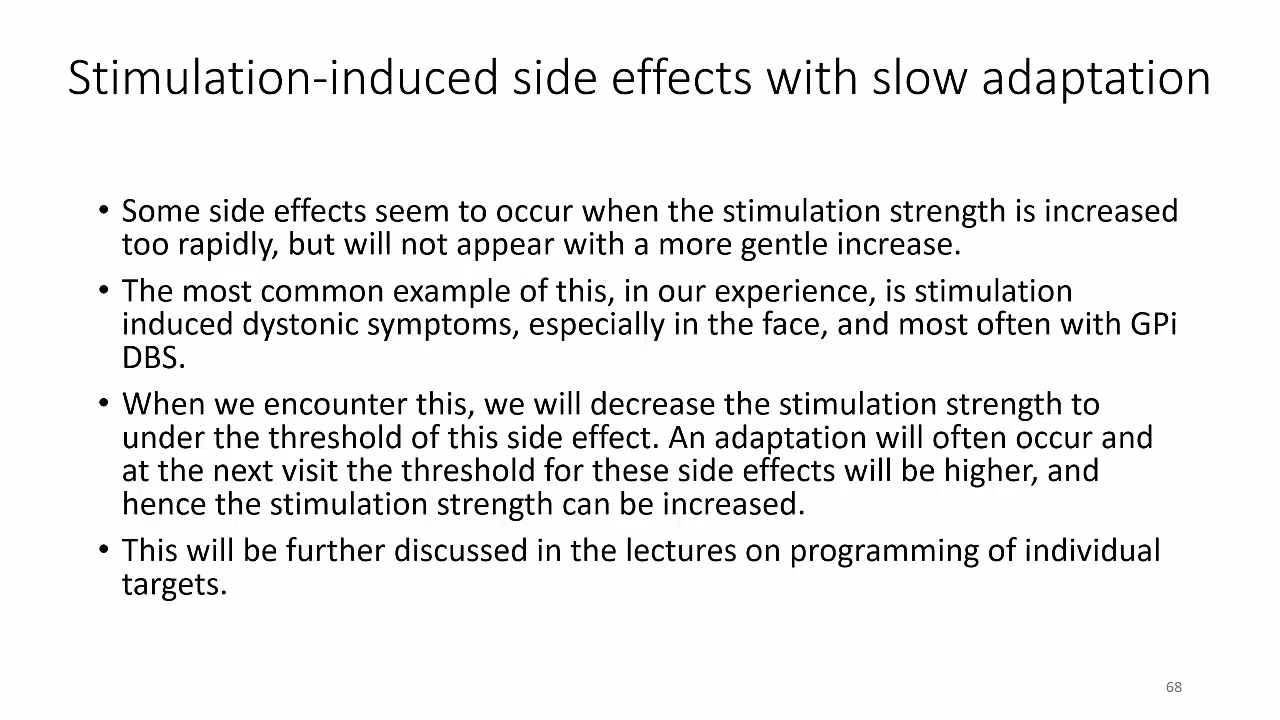 Stimulation-induced side effects with slow adaptation
• Some side effects seem to occur when the stimulation strength is increased
too rapidly, but will not appear with a more gentle increase.
• The most common example of this, in our experience, is stimulation
induced dystonic symptoms, especially in the face, and most often with GPi
DBS.
• When we encounter this, we will decrease the stimulation strength to
under the threshold of this side effect. An adaptation will often occur and
at the next visit the threshold for these side effects will be higher, and
hence the stimulation strength can be increased.
• This will be further discussed in the lectures on programming of individual
targets.
68